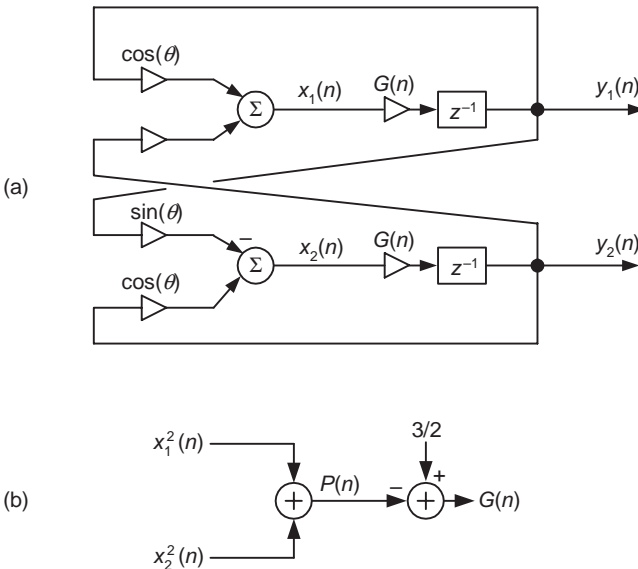 cos(θ)
x₁(n)
G(n)
z⁻¹
y₁(n)
Σ
(a)
sin(θ)
–
x₂(n)
G(n)
z⁻¹
y₂(n)
Σ
cos(θ)
3/2
x₁²(n)
P(n)
–
+
+
+
G(n)
(b)
x₂²(n)